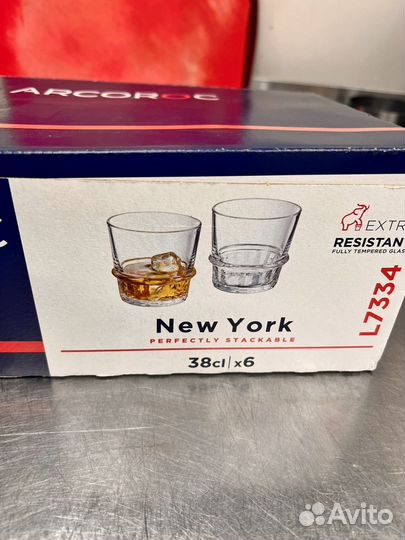 ARCOROC
EXTR
RESISTAN
FULLY TEMPERED GLAS
L7334
New York
PERFECTLY STACKABLE
38cl | x6
Avito